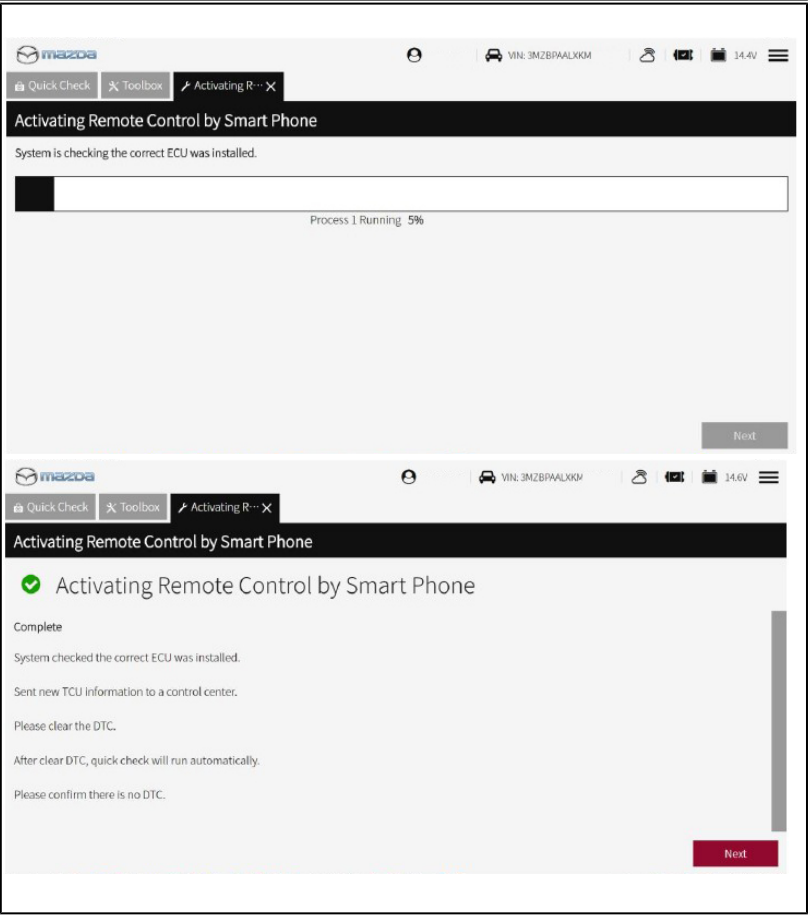 mazda
VIN: 3MZBPAALXKM
14.4V
Quick Check
Toolbox
Activating R··· X
Activating Remote Control by Smart Phone
System is checking the correct ECU was installed.
Process 1 Running 5%
Next
mazda
VIN: 3MZBPAALXKM
14.6V
Quick Check
Toolbox
Activating R··· X
Activating Remote Control by Smart Phone
Activating Remote Control by Smart Phone
Complete
System checked the correct ECU was installed.
Sent new TCU information to a control center.
Please clear the DTC.
After clear DTC, quick check will run automatically.
Please confirm there is no DTC.
Next